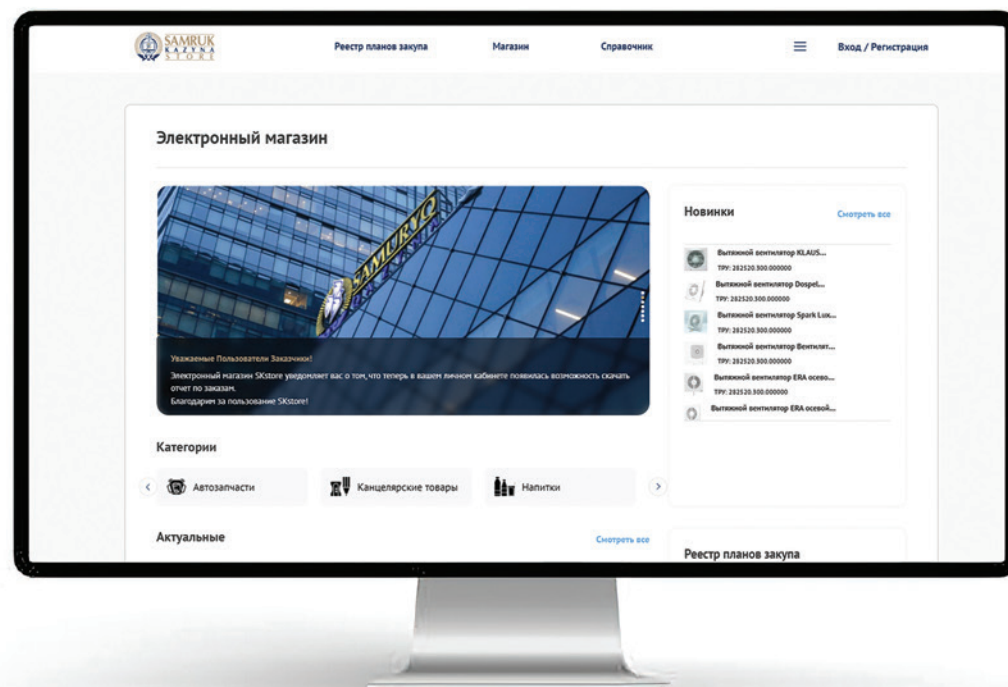 SAMRUK
KAZYNA
STORE
Реестр планов закупа
Магазин
Справочник
Вход / Регистрация
Электронный магазин
SAMURYQ
Уважаемые Пользователи Заказчики!
Электронный магазин SKstore уведомляет вас о том, что теперь в вашем личном кабинете появилась возможность скачать
отчет по заказам.
Благодарим за пользование SKstore!
Новинки
Смотреть все
Вытяжной вентилятор KLAUS...
ТРУ: 282520.300.000000
Вытяжной вентилятор Dospel...
ТРУ: 282520.300.000000
Вытяжной вентилятор Spark Lux...
ТРУ: 282520.300.000000
Вытяжной вентилятор Вентилят...
ТРУ: 282520.300.000000
Вытяжной вентилятор ERA осево...
ТРУ: 282520.300.000000
Вытяжной вентилятор ERA осевой...
Категории
Автозапчасти
Канцелярские товары
Напитки
Актуальные
Смотреть все
Реестр планов закупа